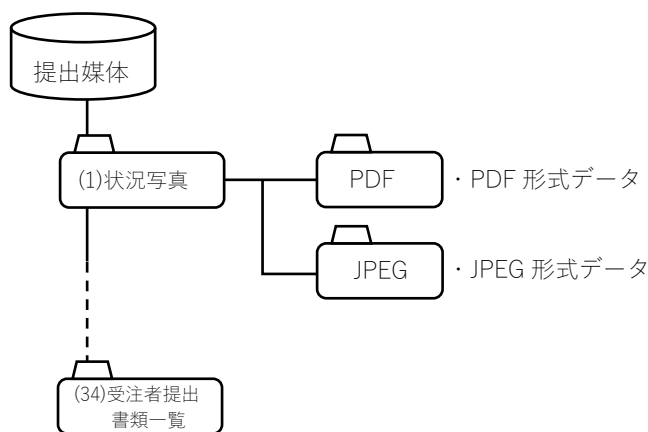 提出媒体
(1)状況写真
PDF
・PDF 形式データ
JPEG
・JPEG 形式データ
(34)受注者提出
書類一覧